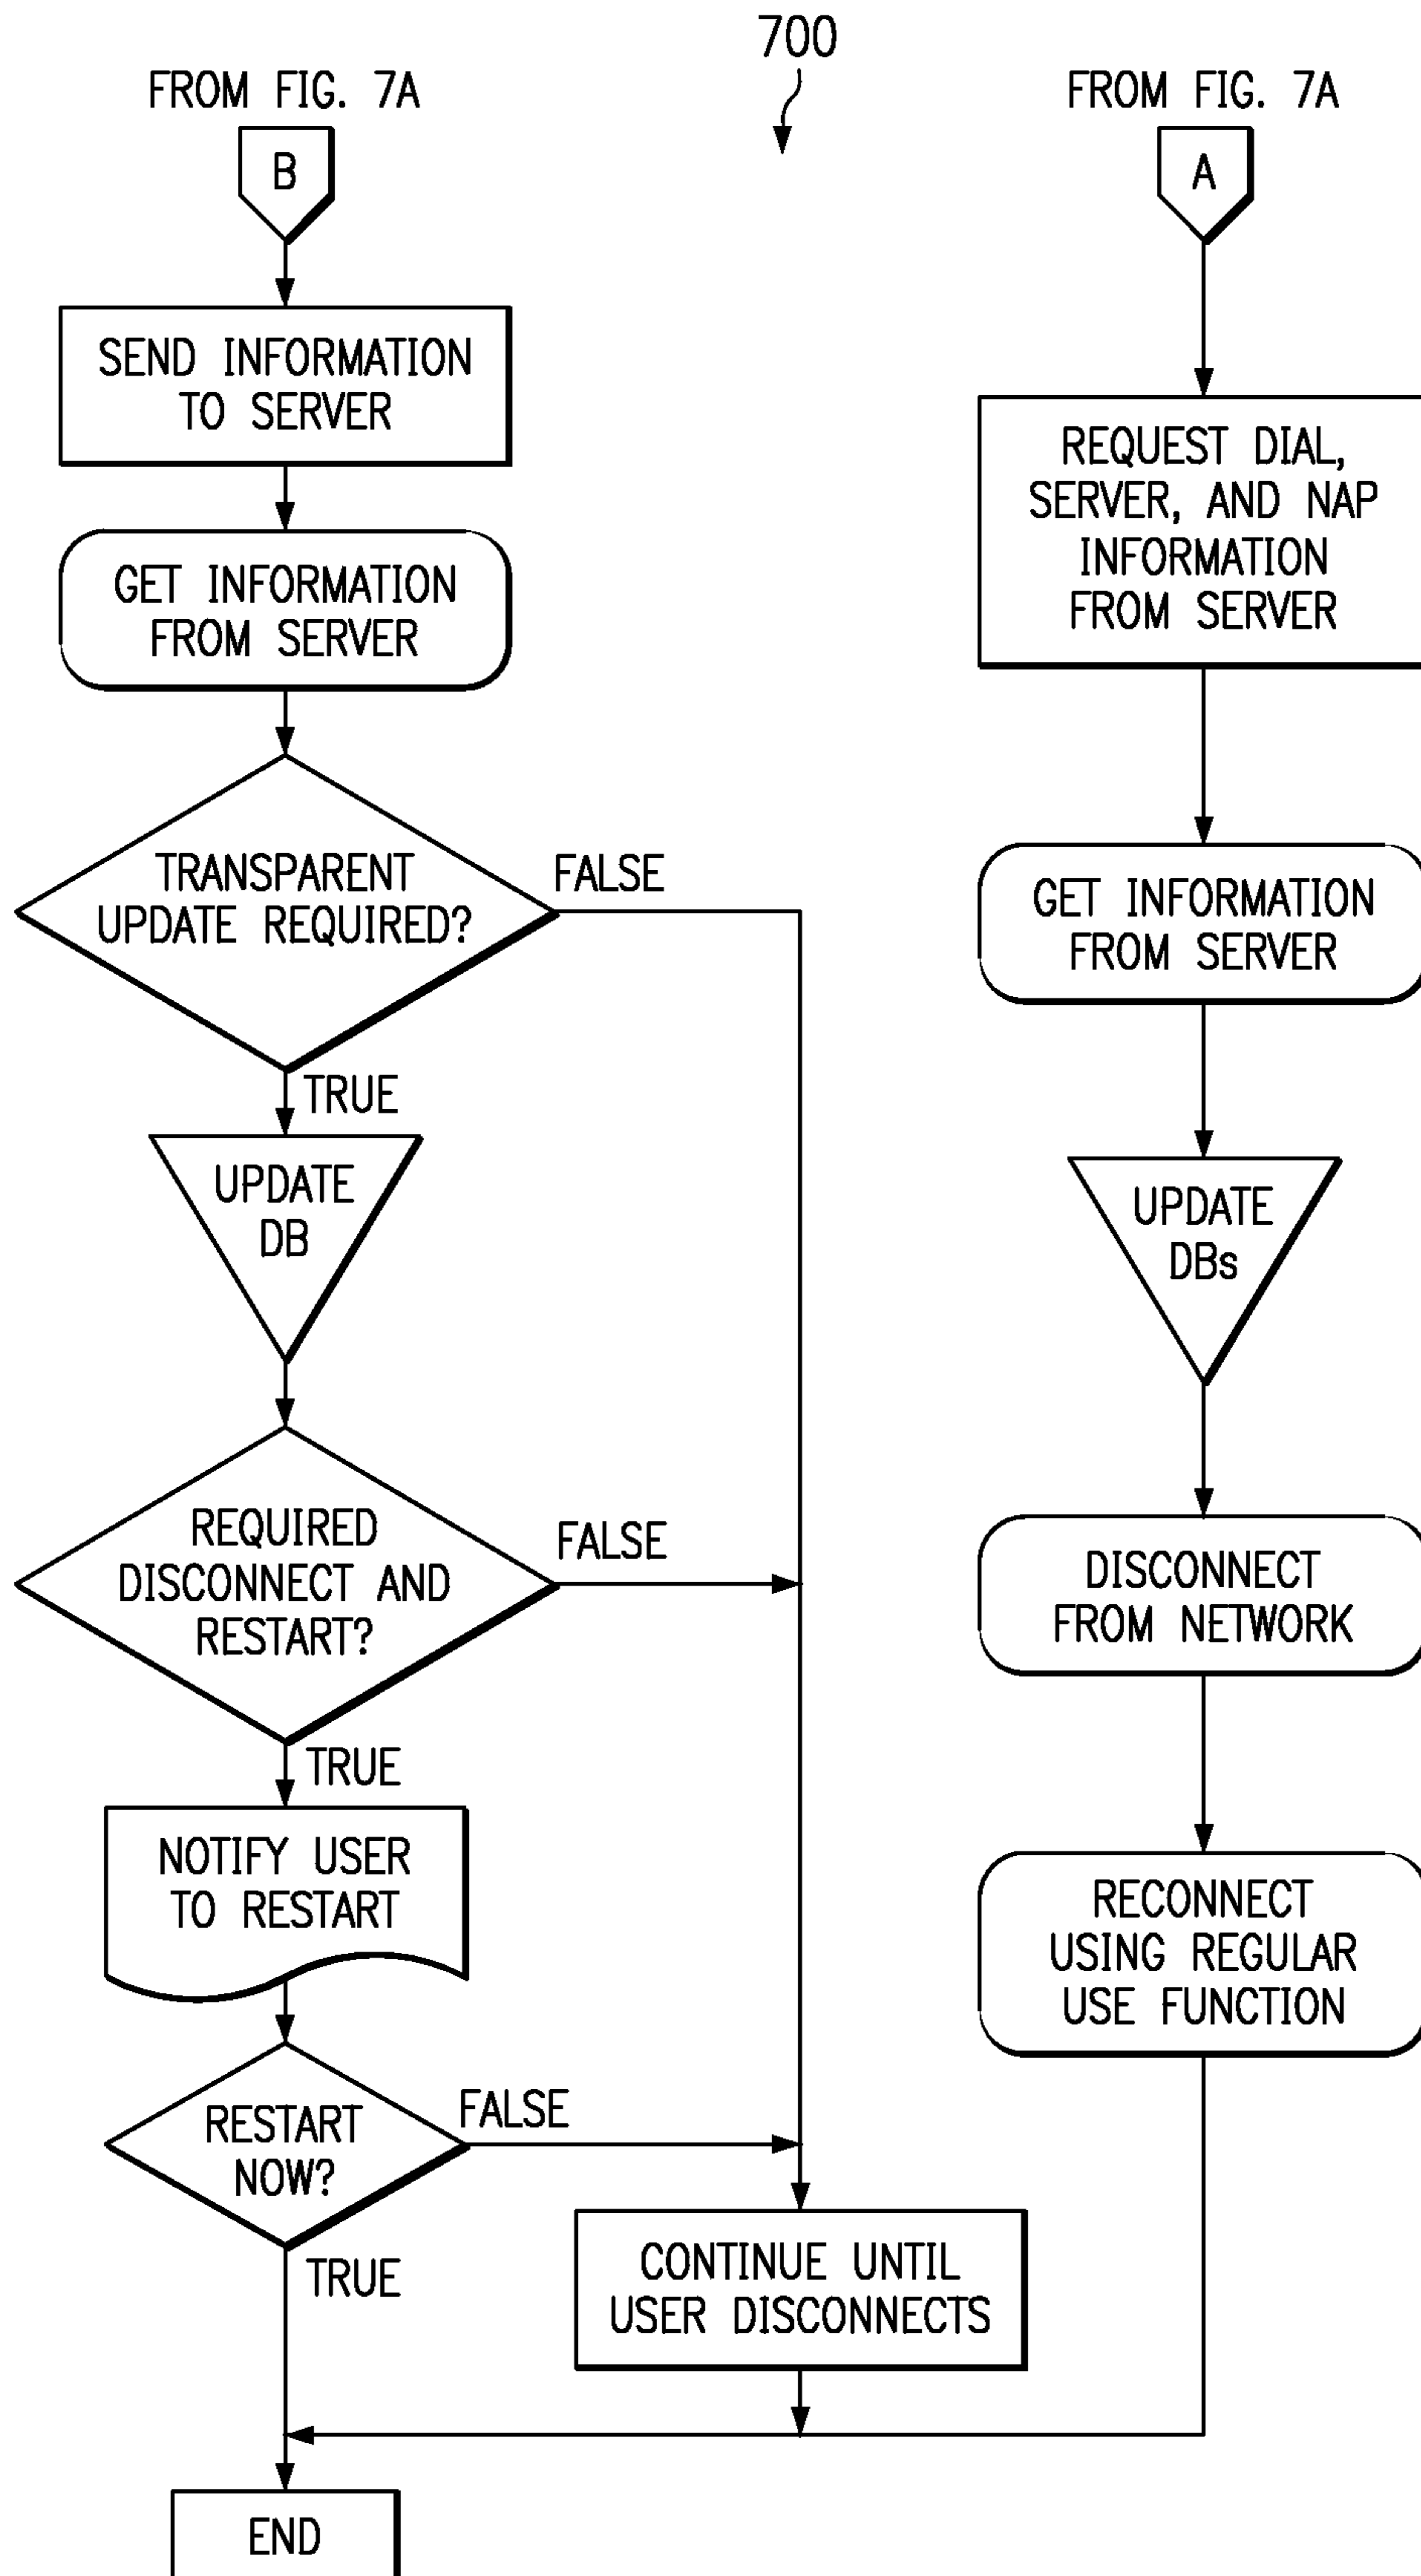 700
FROM FIG. 7A
B
SEND INFORMATION
TO SERVER
GET INFORMATION
FROM SERVER
TRANSPARENT
UPDATE REQUIRED?
FALSE
TRUE
UPDATE
DB
REQUIRED
DISCONNECT AND
RESTART?
FALSE
TRUE
NOTIFY USER
TO RESTART
RESTART
NOW?
FALSE
TRUE
CONTINUE UNTIL
USER DISCONNECTS
END
FROM FIG. 7A
A
REQUEST DIAL,
SERVER, AND NAP
INFORMATION
FROM SERVER
GET INFORMATION
FROM SERVER
UPDATE
DBs
DISCONNECT
FROM NETWORK
RECONNECT
USING REGULAR
USE FUNCTION